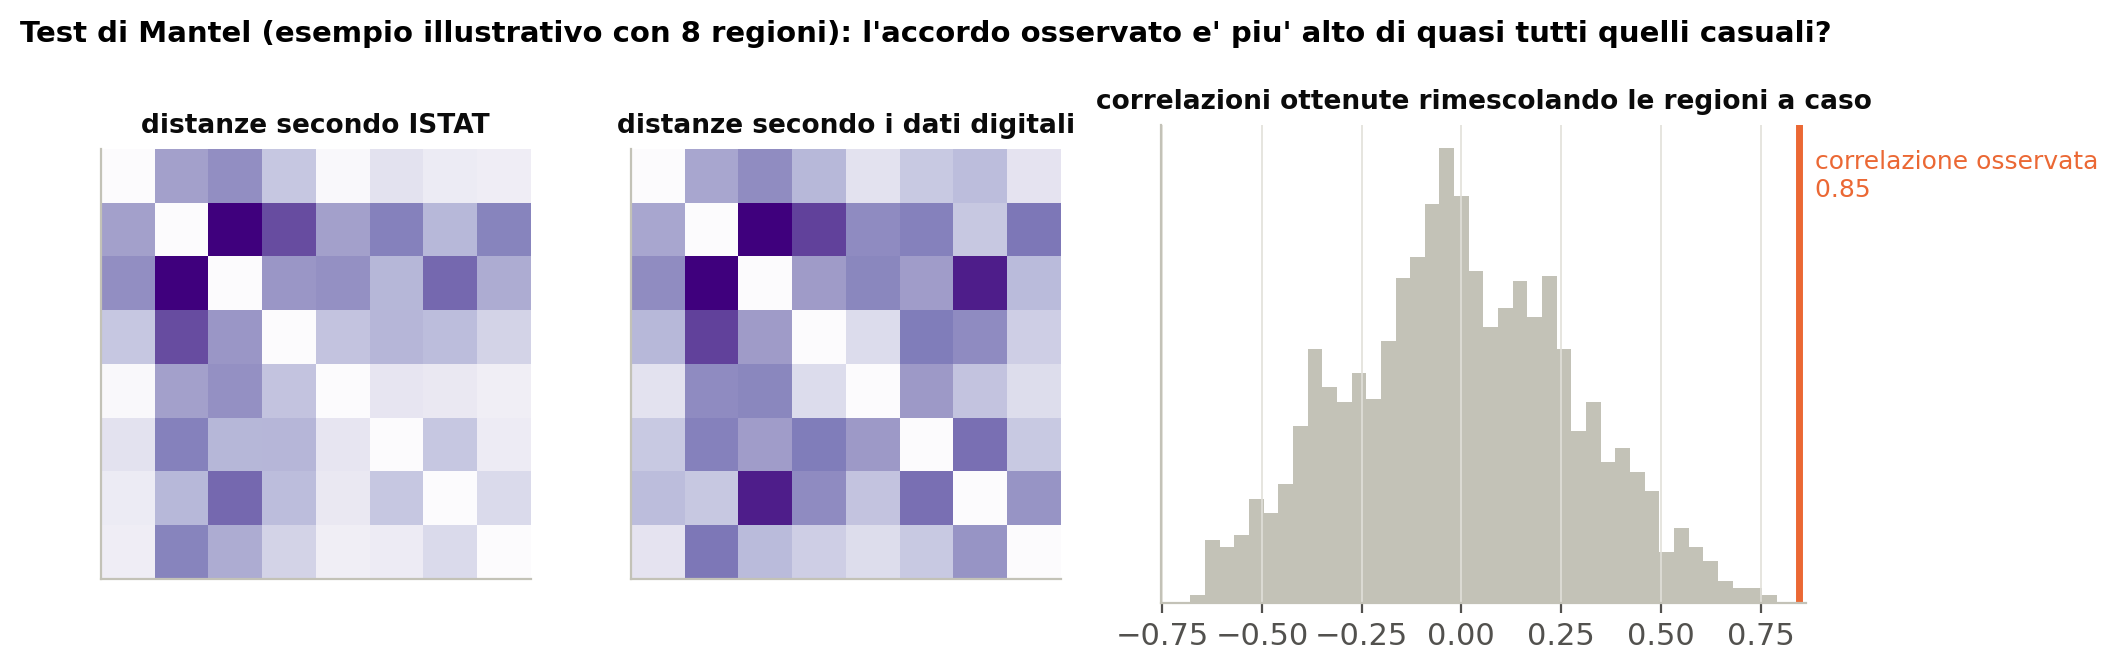 Test di Mantel (esempio illustrativo con 8 regioni): l'accordo osservato e' piu' alto di quasi tutti quelli casuali?
distanze secondo ISTAT
distanze secondo i dati digitali
correlazioni ottenute rimescolando le regioni a caso
correlazione osservata
0.85
−0.75 −0.50 −0.25 0.00 0.25 0.50 0.75